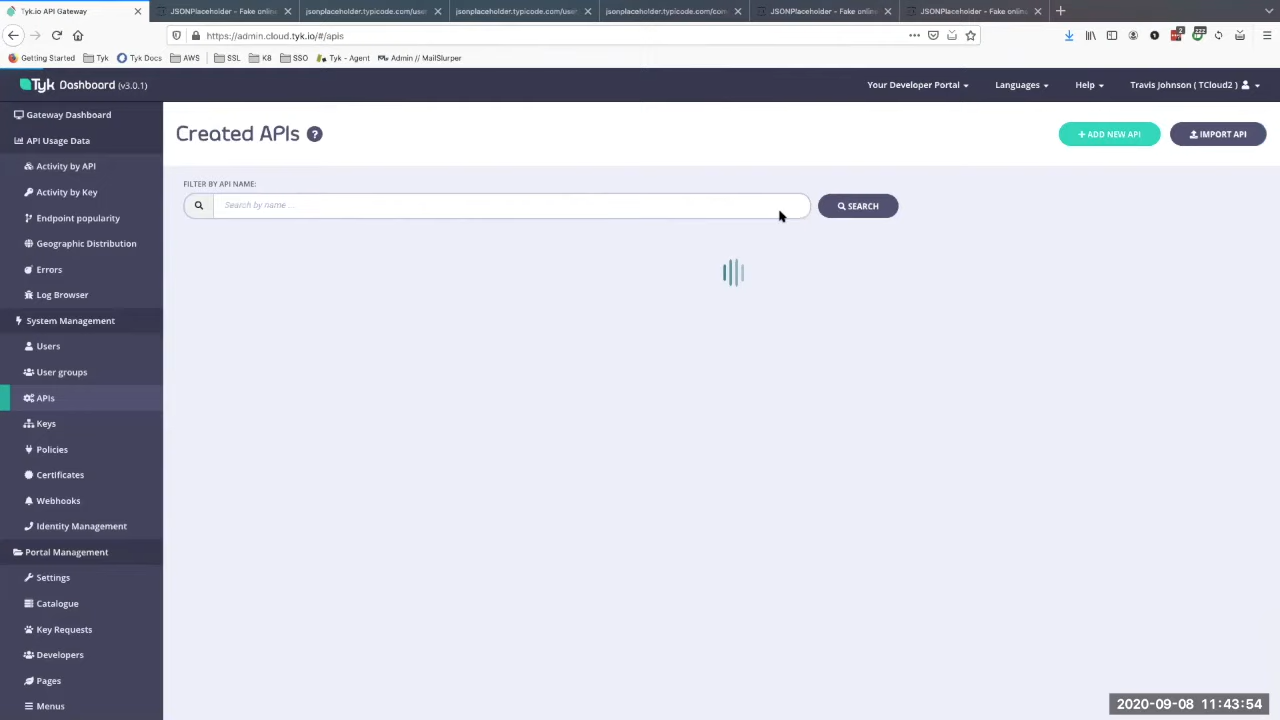 Tyk.io API Gateway
JSONPlaceholder - Fake online
jsonplaceholder.typicode.com/use
jsonplaceholder.typicode.com/use
jsonplaceholder.typicode.com/com
JSONPlaceholder - Fake online
JSONPlaceholder - Fake online
https://admin.cloud.tyk.io/#/apis
Getting Started
Tyk
Tyk Docs
AWS
SSL
K8
SSO
Tyk - Agent
Admin // MailSlurper
Tyk Dashboard (v3.0.1)
Your Developer Portal
Languages
Help
Travis Johnson ( TCloud2 )
Gateway Dashboard
API Usage Data
Activity by API
Activity by Key
Endpoint popularity
Geographic Distribution
Errors
Log Browser
System Management
Users
User groups
APIs
Keys
Policies
Certificates
Webhooks
Identity Management
Portal Management
Settings
Catalogue
Key Requests
Developers
Pages
Menus
Created APIs ?
+ ADD NEW API
IMPORT API
FILTER BY API NAME:
Search by name ...
SEARCH
2020-09-08 11:43:54